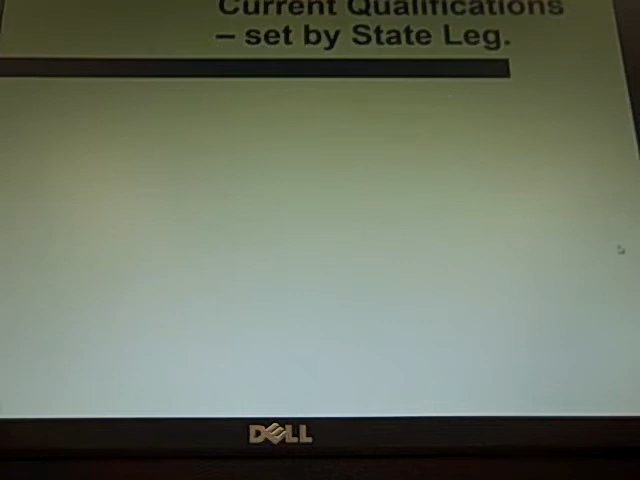 Current Qualifications
– set by State Leg.
DELL